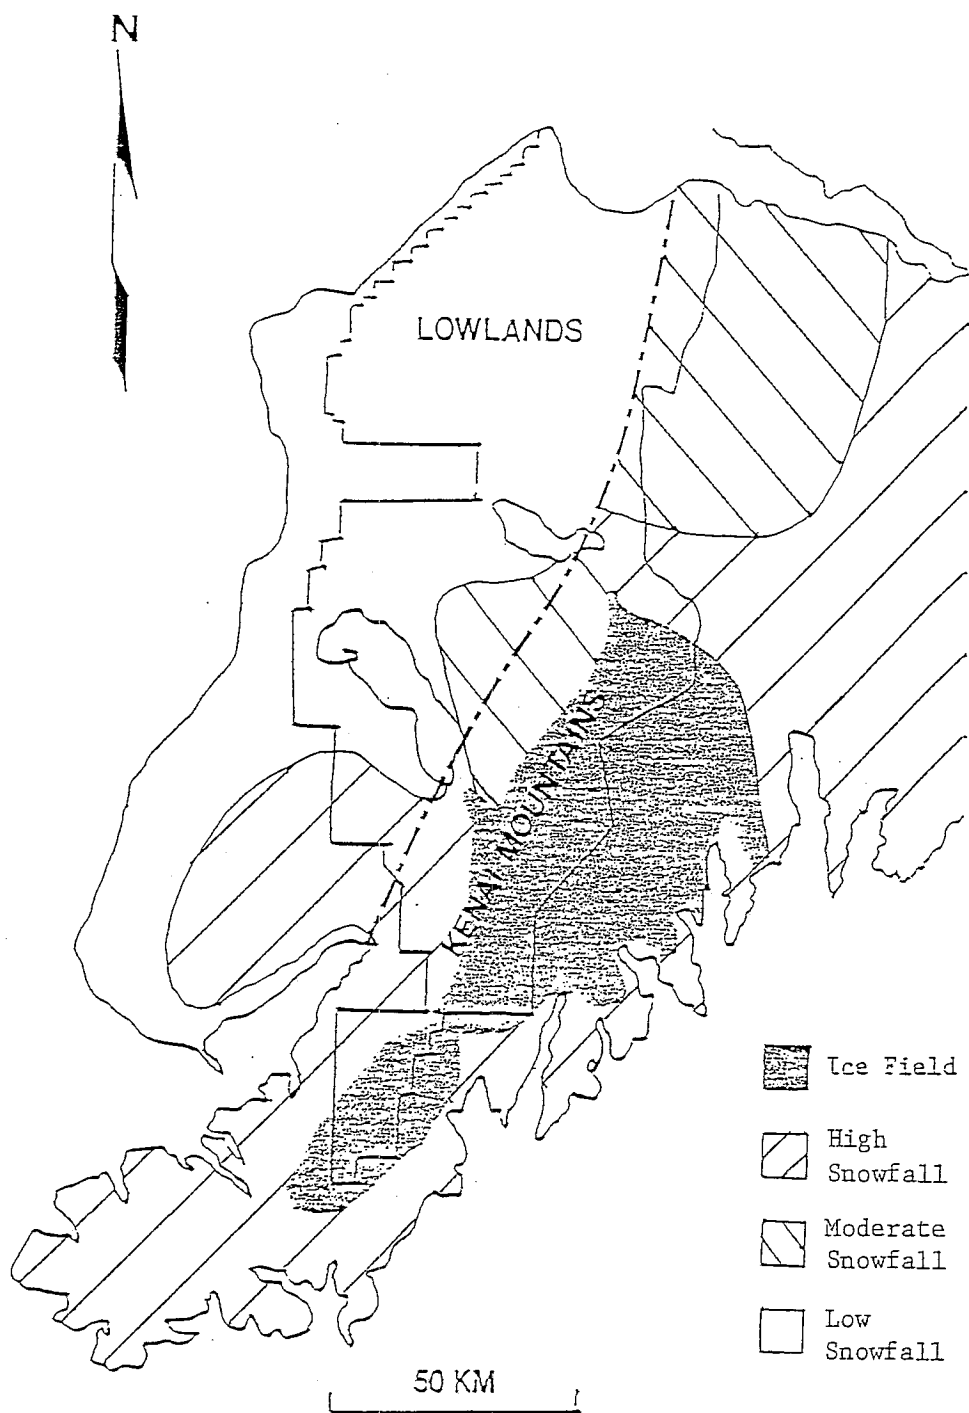 N
LOWLANDS
KENAI MOUNTAINS
Ice Field
High
Snowfall
Moderate
Snowfall
Low
Snowfall
50 KM